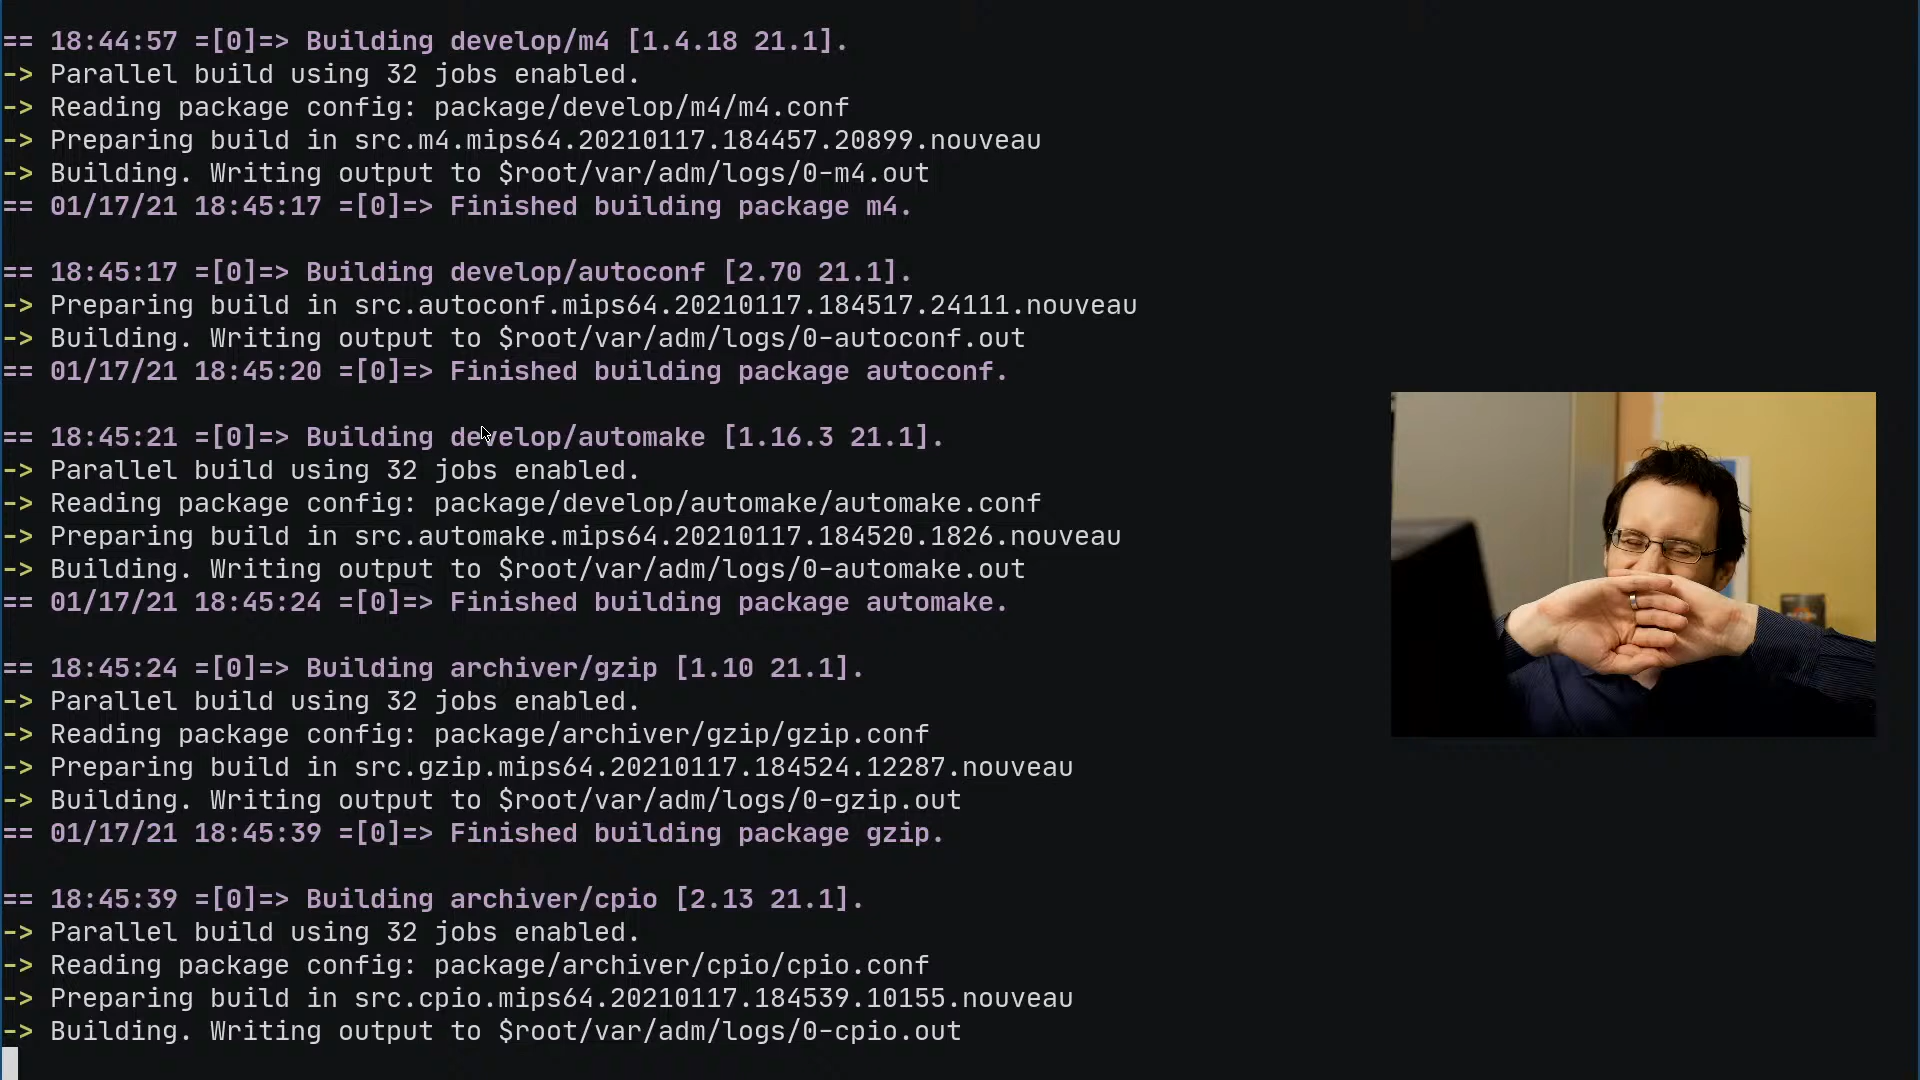 == 18:44:57 =[0]=> Building develop/m4 [1.4.18 21.1].
-> Parallel build using 32 jobs enabled.
-> Reading package config: package/develop/m4/m4.conf
-> Preparing build in src.m4.mips64.20210117.184457.20899.nouveau
-> Building. Writing output to $root/var/adm/logs/0-m4.out
== 01/17/21 18:45:17 =[0]=> Finished building package m4.
== 18:45:17 =[0]=> Building develop/autoconf [2.70 21.1].
-> Preparing build in src.autoconf.mips64.20210117.184517.24111.nouveau
-> Building. Writing output to $root/var/adm/logs/0-autoconf.out
== 01/17/21 18:45:20 =[0]=> Finished building package autoconf.
== 18:45:21 =[0]=> Building develop/automake [1.16.3 21.1].
-> Parallel build using 32 jobs enabled.
-> Reading package config: package/develop/automake/automake.conf
-> Preparing build in src.automake.mips64.20210117.184520.1826.nouveau
-> Building. Writing output to $root/var/adm/logs/0-automake.out
== 01/17/21 18:45:24 =[0]=> Finished building package automake.
== 18:45:24 =[0]=> Building archiver/gzip [1.10 21.1].
-> Parallel build using 32 jobs enabled.
-> Reading package config: package/archiver/gzip/gzip.conf
-> Preparing build in src.gzip.mips64.20210117.184524.12287.nouveau
-> Building. Writing output to $root/var/adm/logs/0-gzip.out
== 01/17/21 18:45:39 =[0]=> Finished building package gzip.
== 18:45:39 =[0]=> Building archiver/cpio [2.13 21.1].
-> Parallel build using 32 jobs enabled.
-> Reading package config: package/archiver/cpio/cpio.conf
-> Preparing build in src.cpio.mips64.20210117.184539.10155.nouveau
-> Building. Writing output to $root/var/adm/logs/0-cpio.out